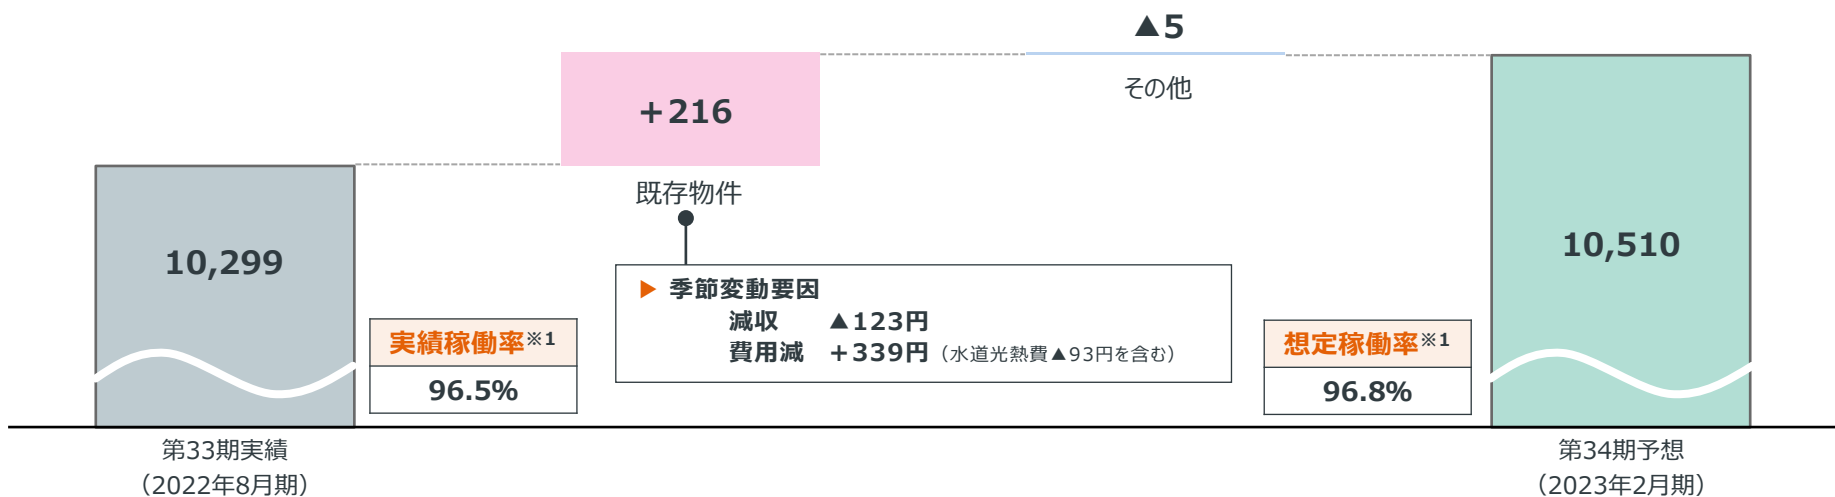 ▲5
その他
+216
既存物件
10,299
10,510
▶ 季節変動要因
減収 ▲123円
費用減 +339円（水道光熱費▲93円を含む）
実績稼働率※1
96.5%
想定稼働率※1
96.8%
第33期実績
（2022年8月期）
第34期予想
（2023年2月期）